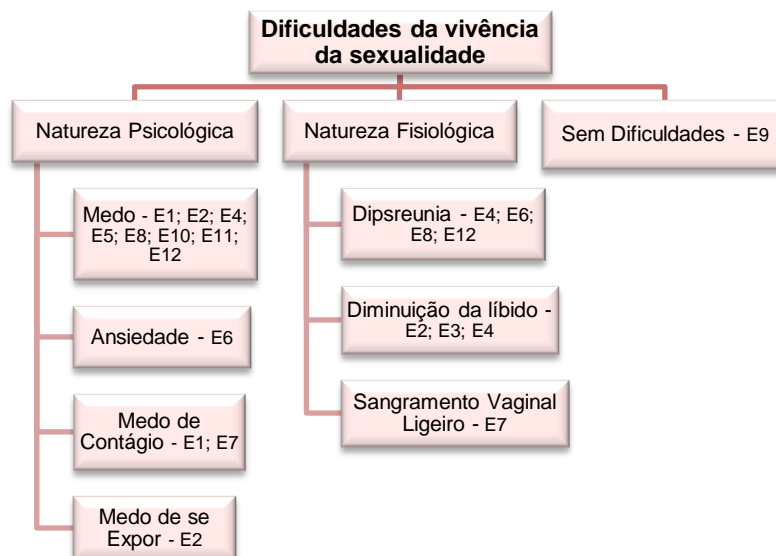 Dificuldades da vivência
da sexualidade
Natureza Psicológica
Medo - E1; E2; E4;
E5; E8; E10; E11;
E12
Ansiedade - E6
Medo de
Contágio - E1; E7
Medo de se
Expor - E2
Natureza Fisiológica
Dipsreunia - E4; E6;
E8; E12
Diminuição da líbido -
E2; E3; E4
Sangramento Vaginal
Ligeiro - E7
Sem Dificuldades - E9